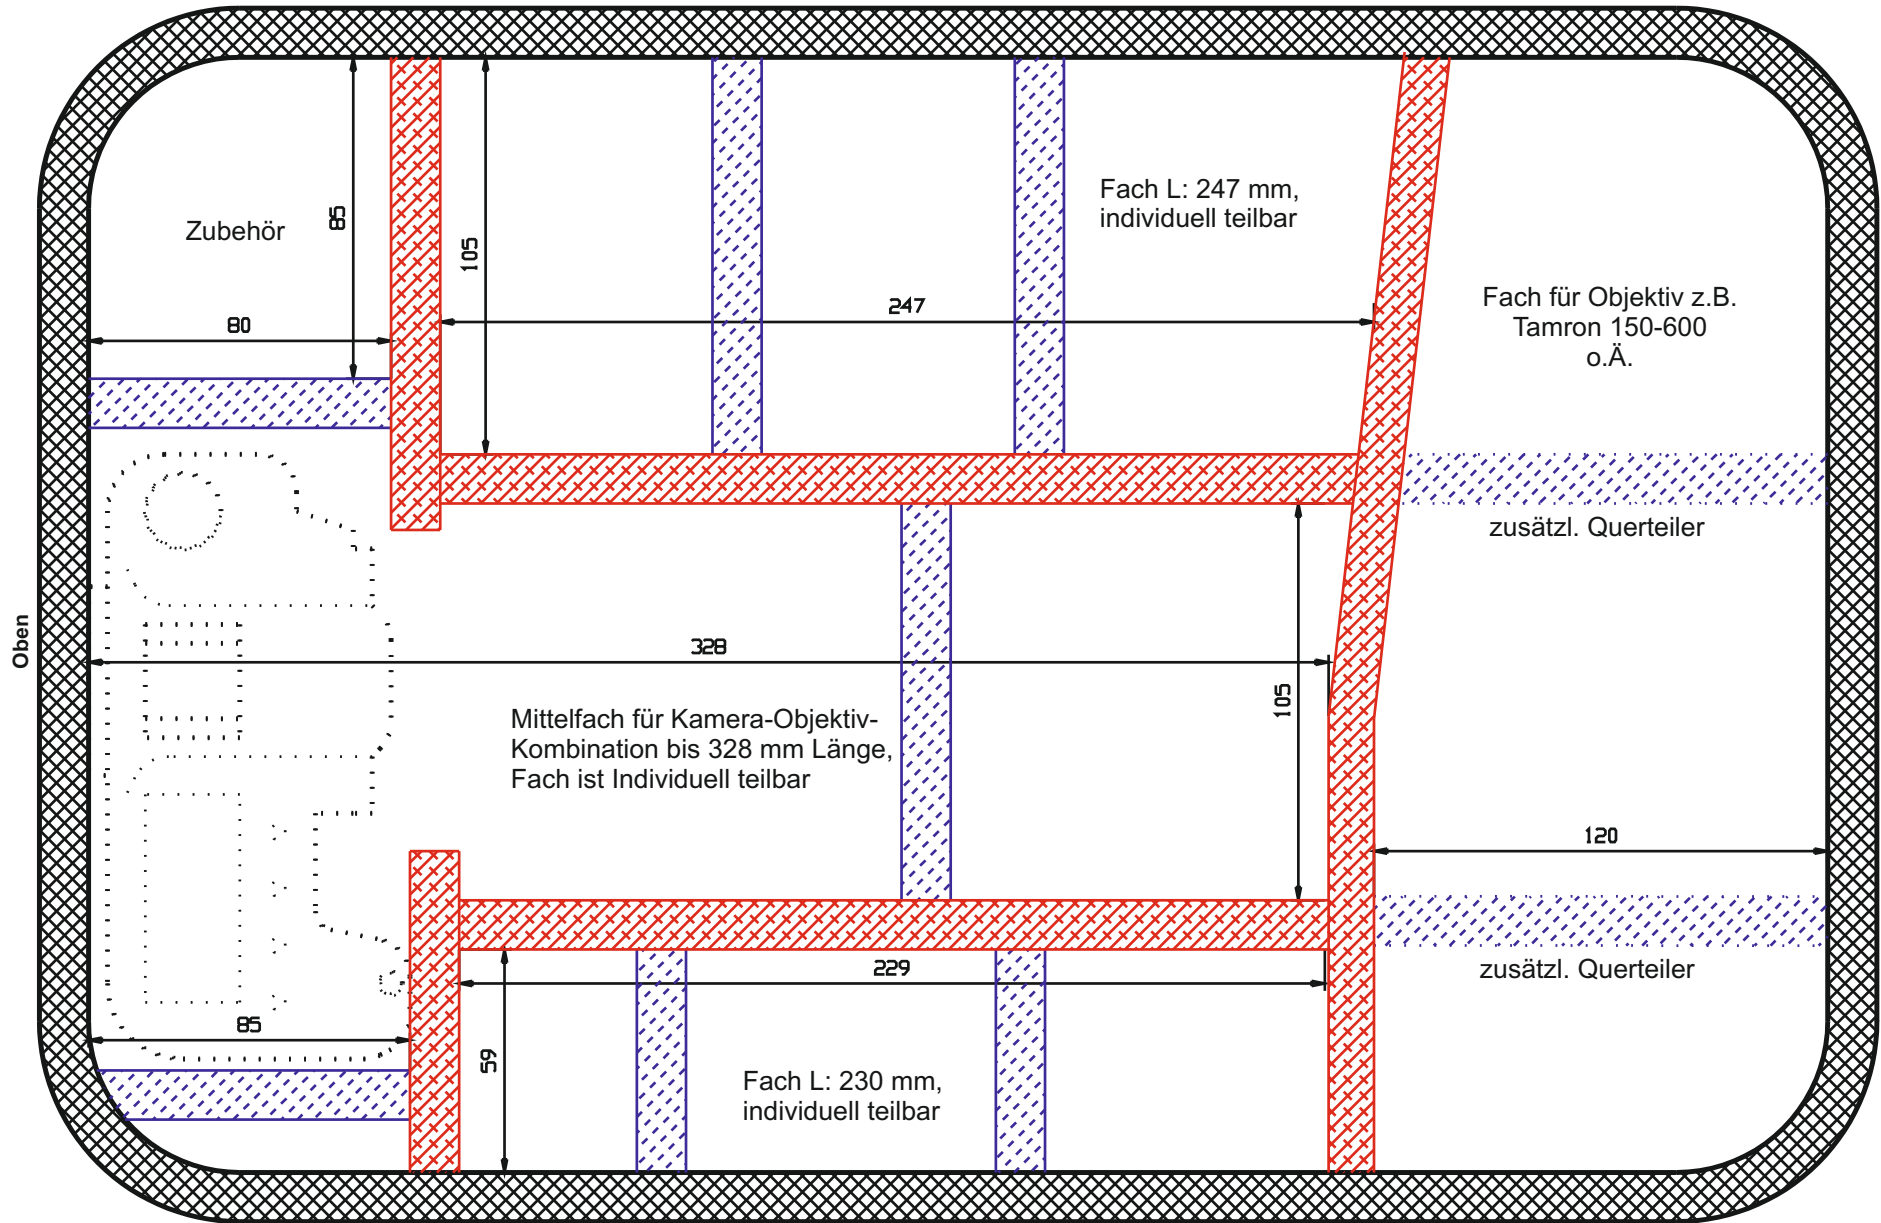 Zubehör
85
80
105
247
Fach L: 247 mm,
individuell teilbar
Fach für Objektiv z.B.
Tamron 150-600
o.Ä.
zusätzl. Querteiler
Oben
328
Mittelfach für Kamera-Objektiv-
Kombination bis 328 mm Länge,
Fach ist Individuell teilbar
105
120
zusätzl. Querteiler
229
85
59
Fach L: 230 mm,
individuell teilbar